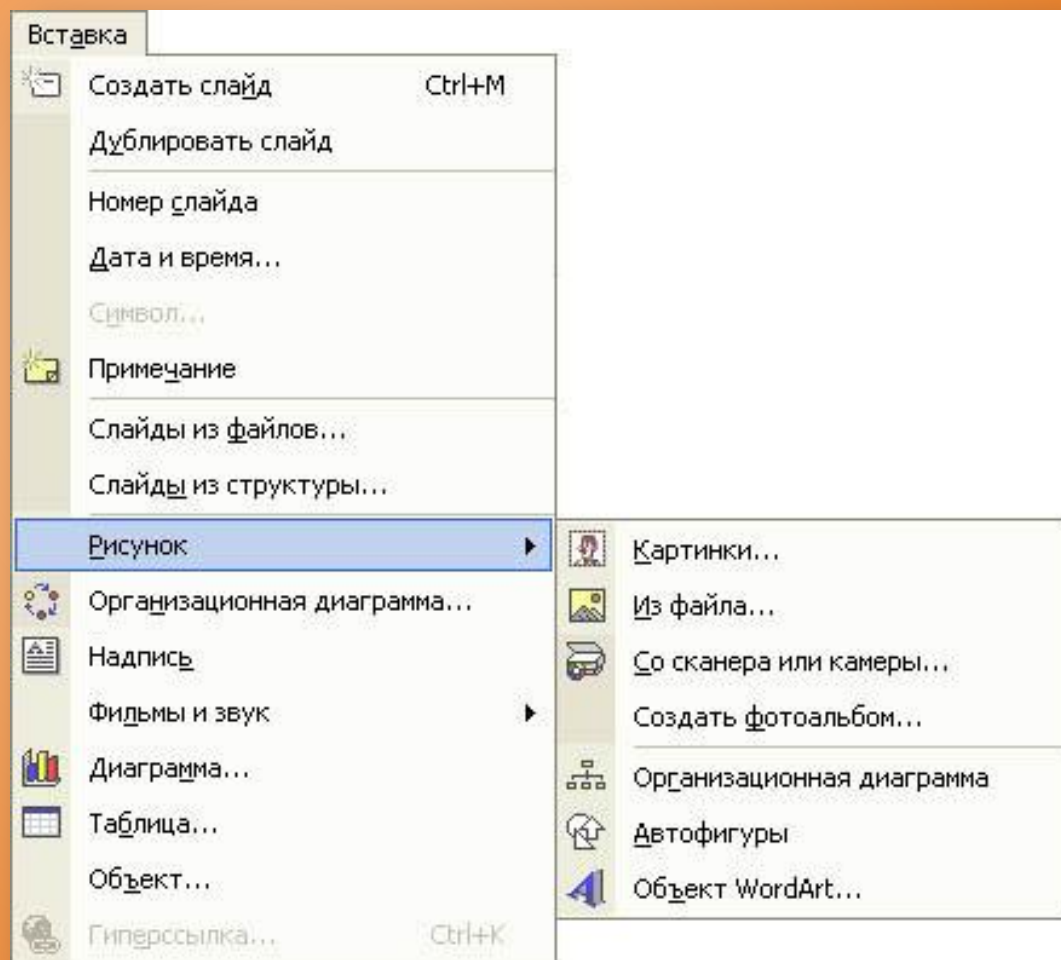 Вставка
Создать слайд Ctrl+M
Дублировать слайд
Номер слайда
Дата и время...
Символ...
Примечание
Слайды из файлов...
Слайды из структуры...
Рисунок
Организационная диаграмма...
Надпись
Фильмы и звук
Диаграмма...
Таблица...
Объект...
Гиперссылка... Ctrl+K
Картинки...
Из файла...
Со сканера или камеры...
Создать фотоальбом...
Организационная диаграмма
Автофигуры
Объект WordArt...